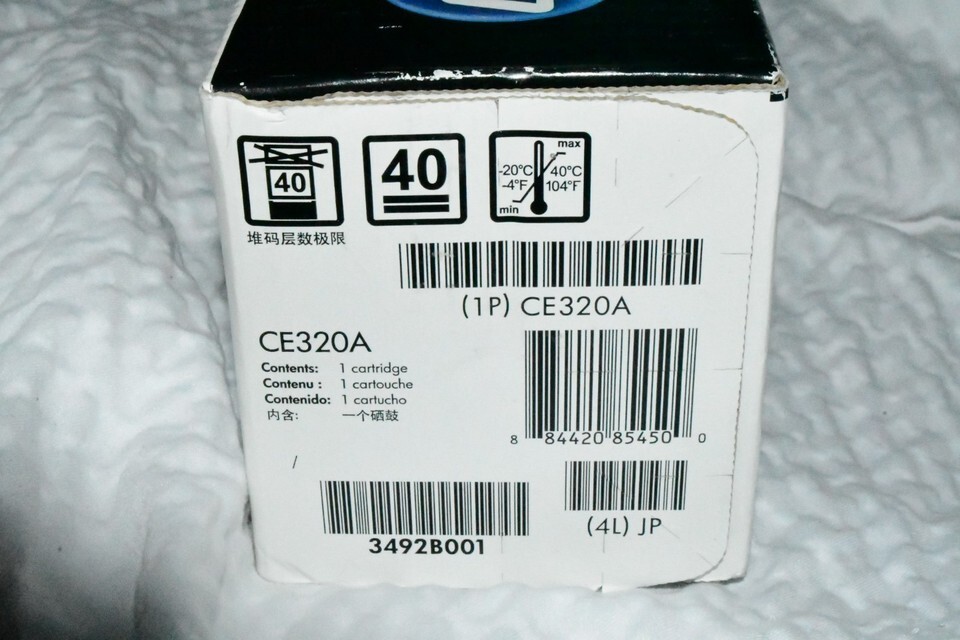 40
40
max
-20°C 40°C
-4°F 104°F
min
堆码层数极限
(1P) CE320A
CE320A
Contents: 1 cartridge
Contenu : 1 cartouche
Contenido: 1 cartucho
内含: 一个硒鼓
8 84420 85450 0
3492B001
(4L) JP